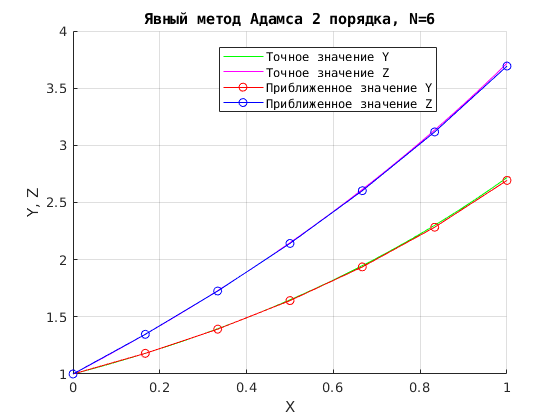 Явный метод Адамса 2 порядка, N=6
Точное значение Y
Точное значение Z
Приближенное значение Y
Приближенное значение Z
4
3.5
3
2.5
2
1.5
1
Y, Z
0 0.2 0.4 0.6 0.8 1
X